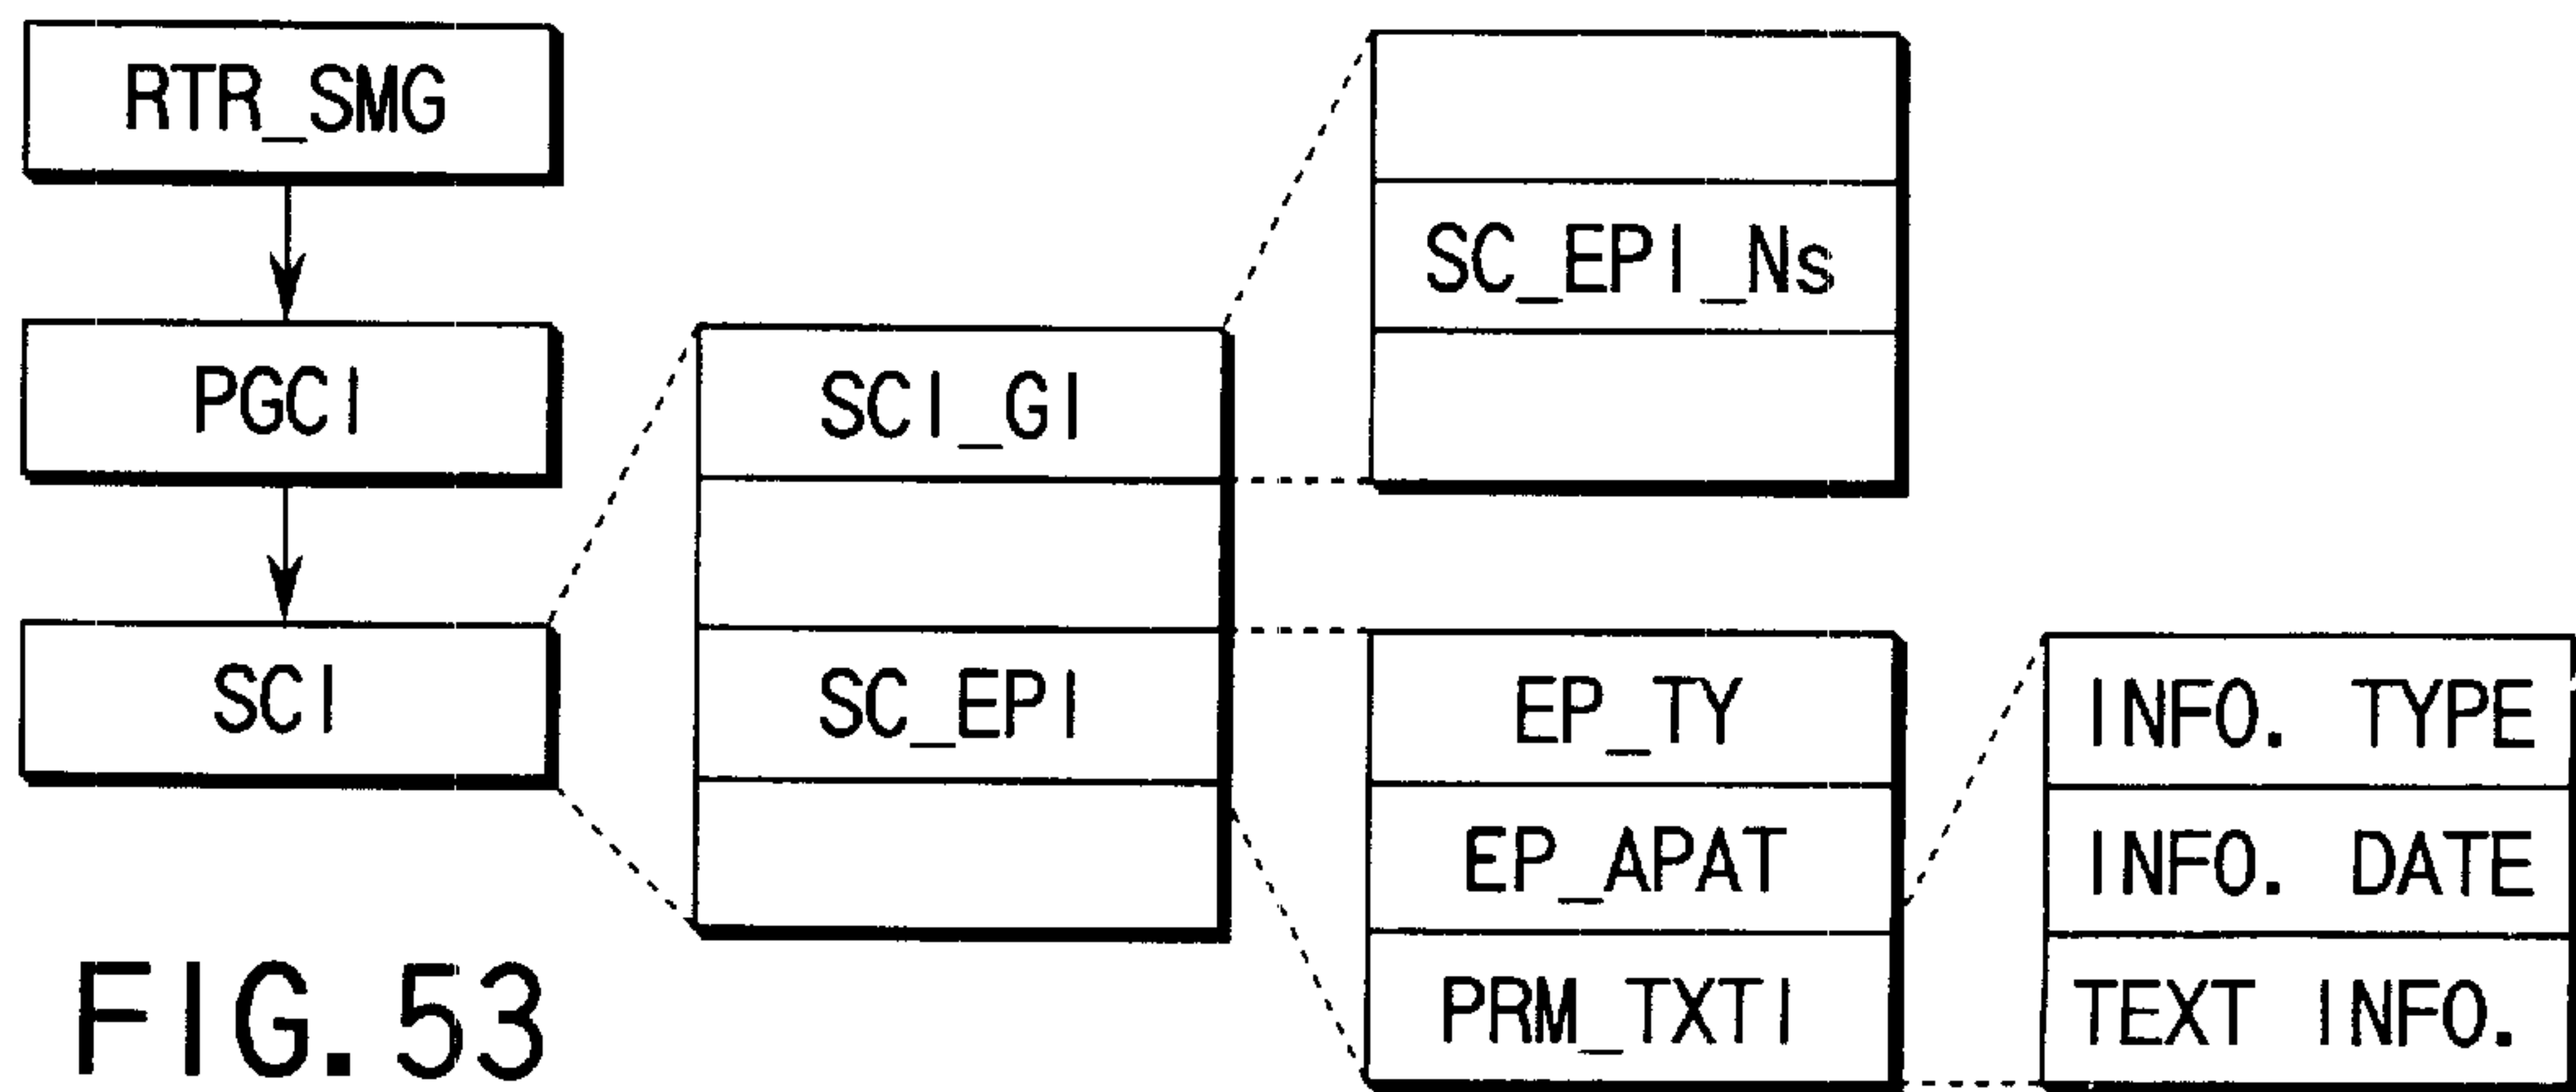 RTR_SMG
PGCI
SCI
SCI_GI
SC_EPI
SC_EPI_Ns
EP_TY
EP_APAT
PRM_TXTI
INFO. TYPE
INFO. DATE
TEXT INFO.
FIG. 53